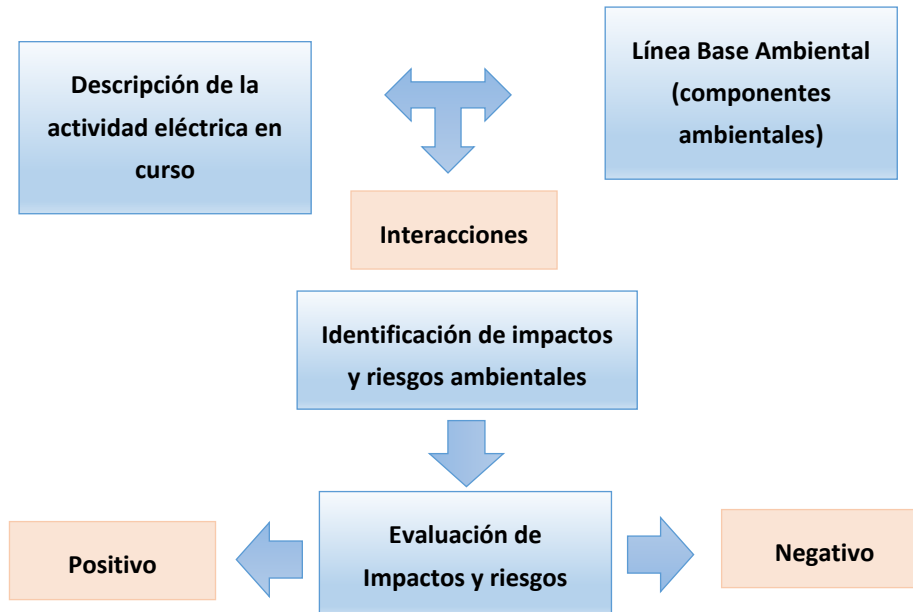 Descripción de la
actividad eléctrica en
curso
Línea Base Ambiental
(componentes
ambientales)
Interacciones
Identificación de impactos
y riesgos ambientales
Evaluación de
Impactos y riesgos
Positivo
Negativo